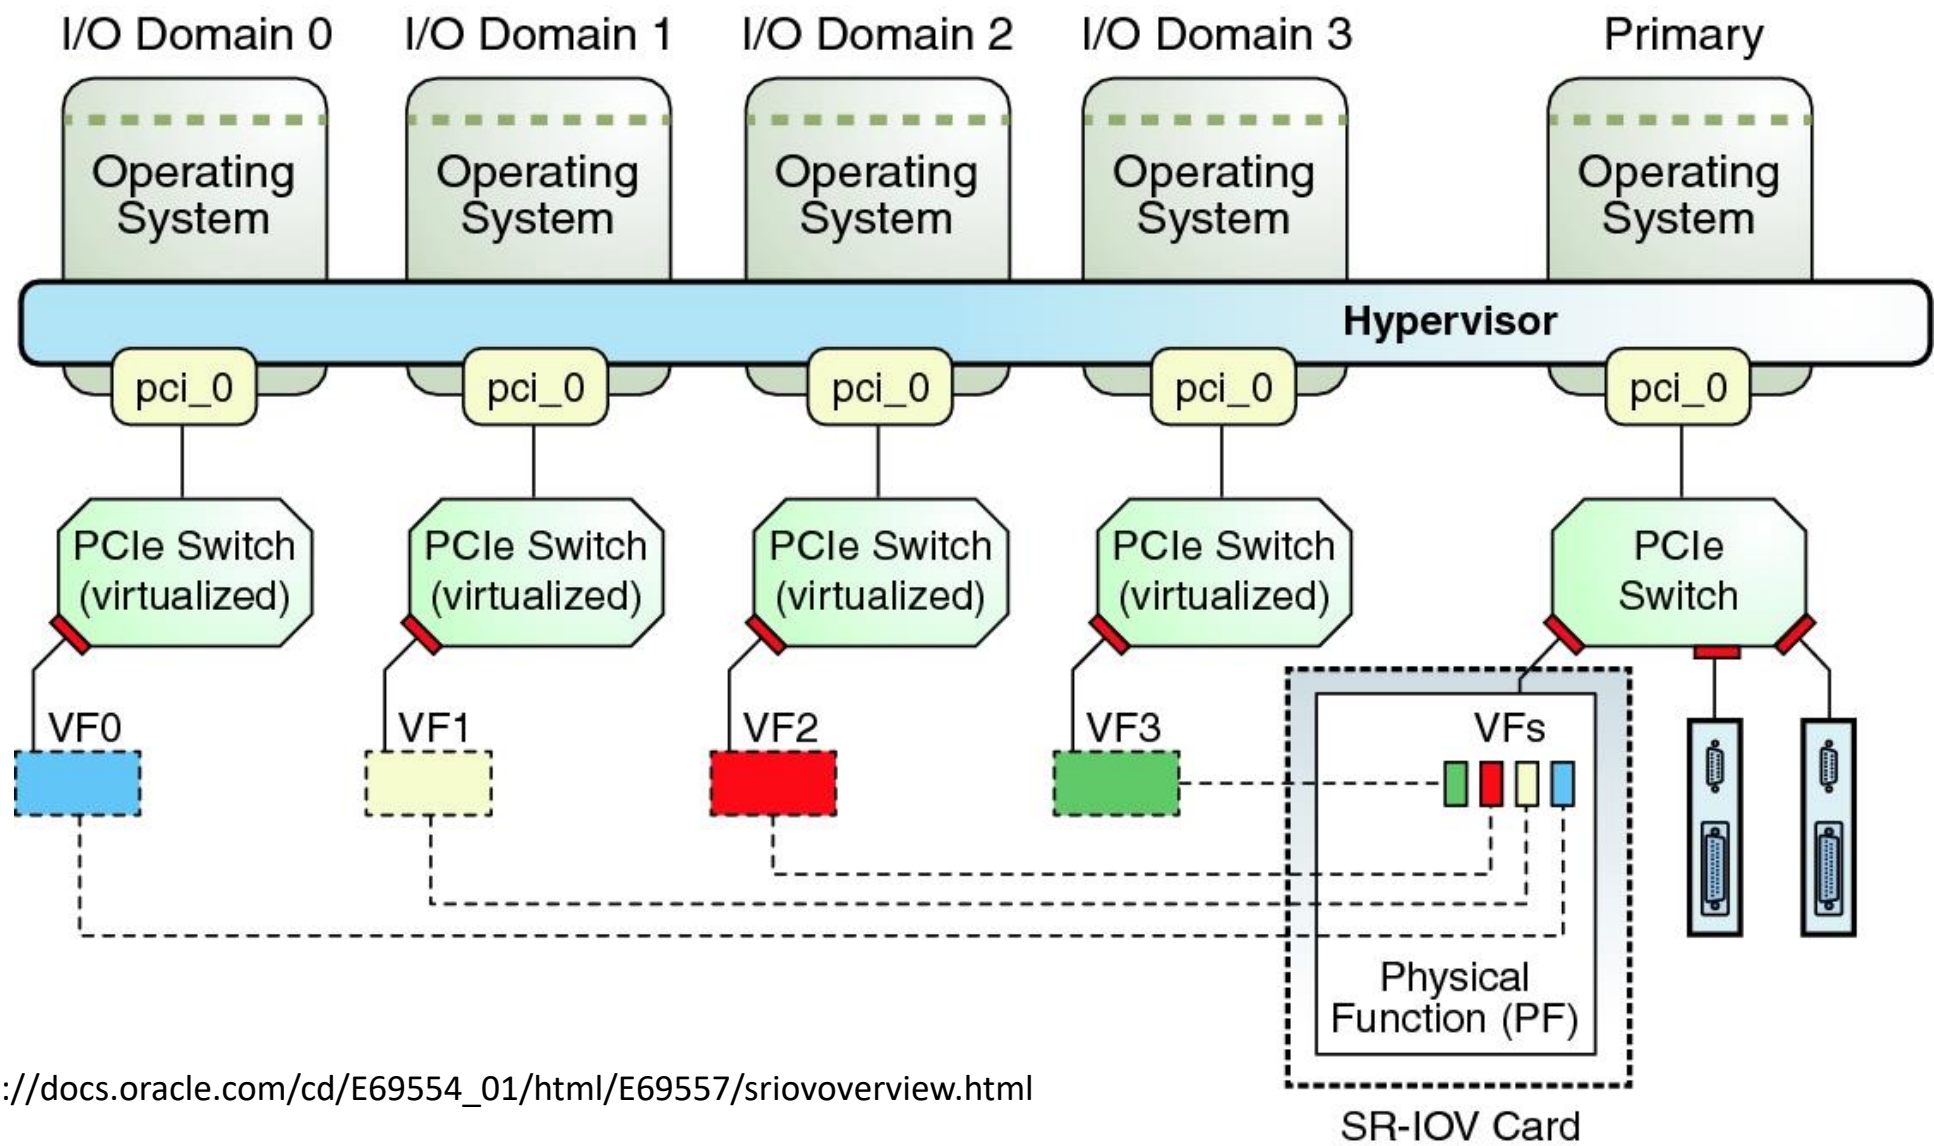 I/O Domain 0 I/O Domain 1 I/O Domain 2 I/O Domain 3 Primary
Operating Operating Operating Operating Operating
System System System System System
Hypervisor
pci_0 pci_0 pci_0 pci_0 pci_0
PCIe Switch PCIe Switch PCIe Switch PCIe Switch PCIe
(virtualized) (virtualized) (virtualized) (virtualized) Switch
VF0 VF1 VF2 VF3 VFs
Physical
Function (PF)
://docs.oracle.com/cd/E69554_01/html/E69557/sriovoverview.html
SR-IOV Card